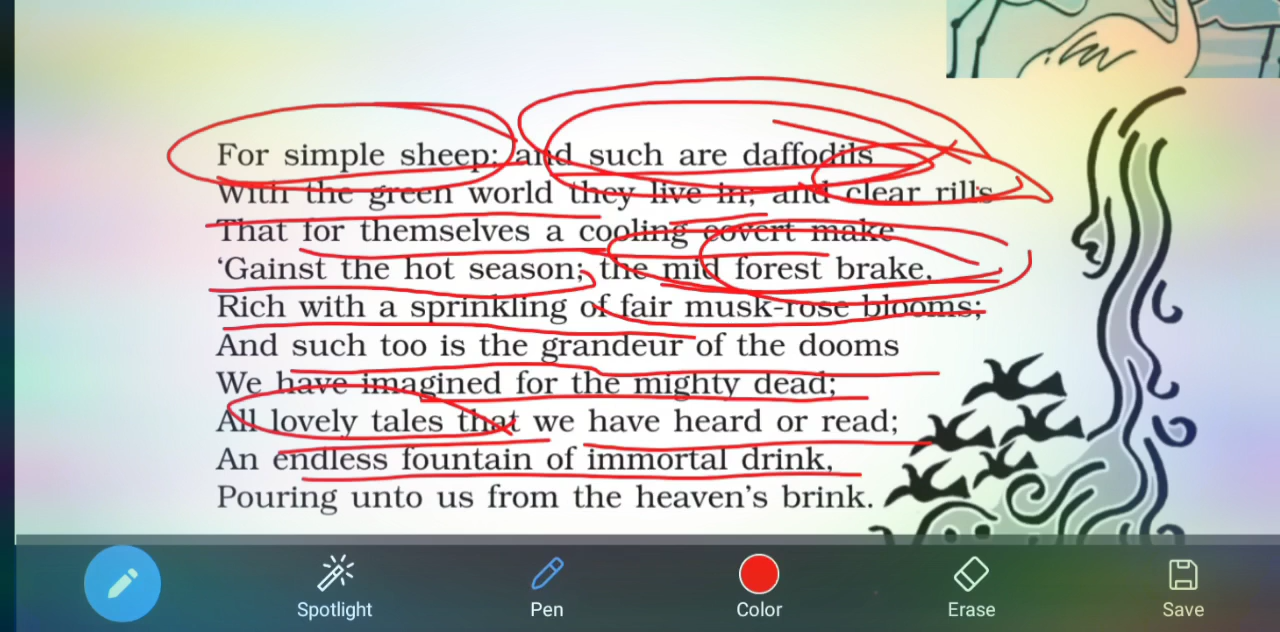 For simple sheep; and such are daffodils
With the green world they live in; and clear rills
That for themselves a cooling covert make
‘Gainst the hot season; the mid forest brake,
Rich with a sprinkling of fair musk-rose blooms;
And such too is the grandeur of the dooms
We have imagined for the mighty dead;
All lovely tales that we have heard or read;
An endless fountain of immortal drink,
Pouring unto us from the heaven’s brink.
Spotlight Pen Color Erase Save